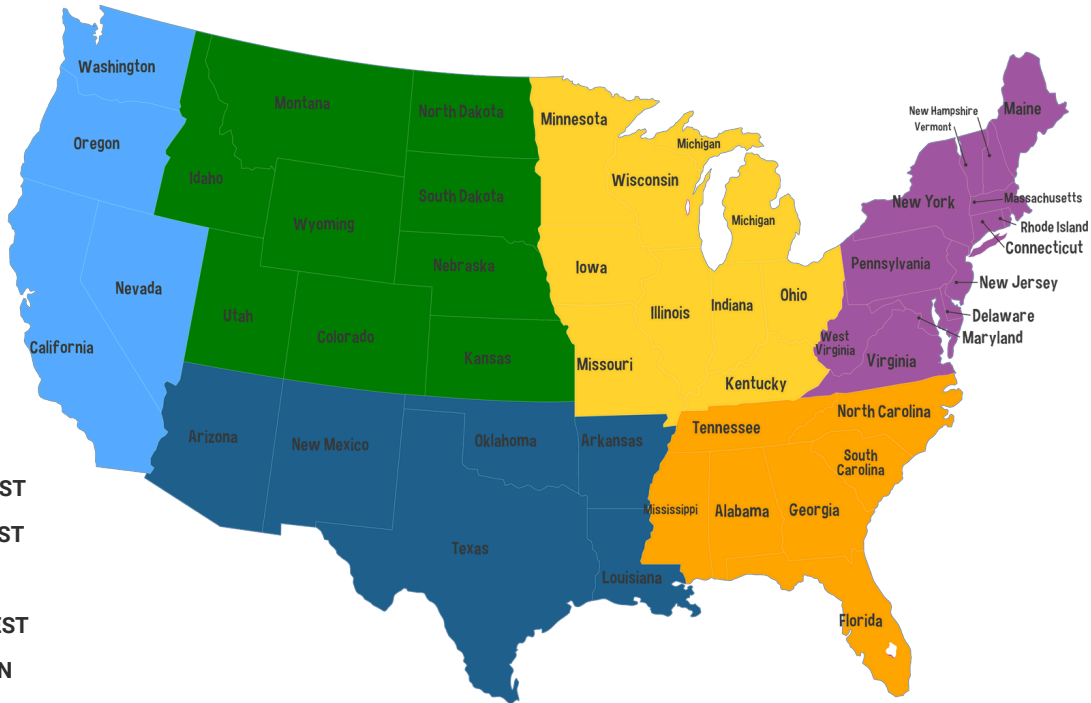 Washington
Oregon
California
Nevada
Idaho
Montana
Wyoming
Utah
Colorado
North Dakota
South Dakota
Nebraska
Kansas
Minnesota
Wisconsin
Michigan
Michigan
Iowa
Illinois
Indiana
Ohio
Missouri
Kentucky
Arizona
New Mexico
Oklahoma
Arkansas
Texas
Louisiana
Tennessee
North Carolina
South
Carolina
Mississippi
Alabama
Georgia
Florida
Maine
New Hampshire
Vermont
New York
Massachusetts
Rhode Island
Connecticut
Pennsylvania
New Jersey
Delaware
Maryland
West
Virginia
Virginia
ST
ST
EST
N